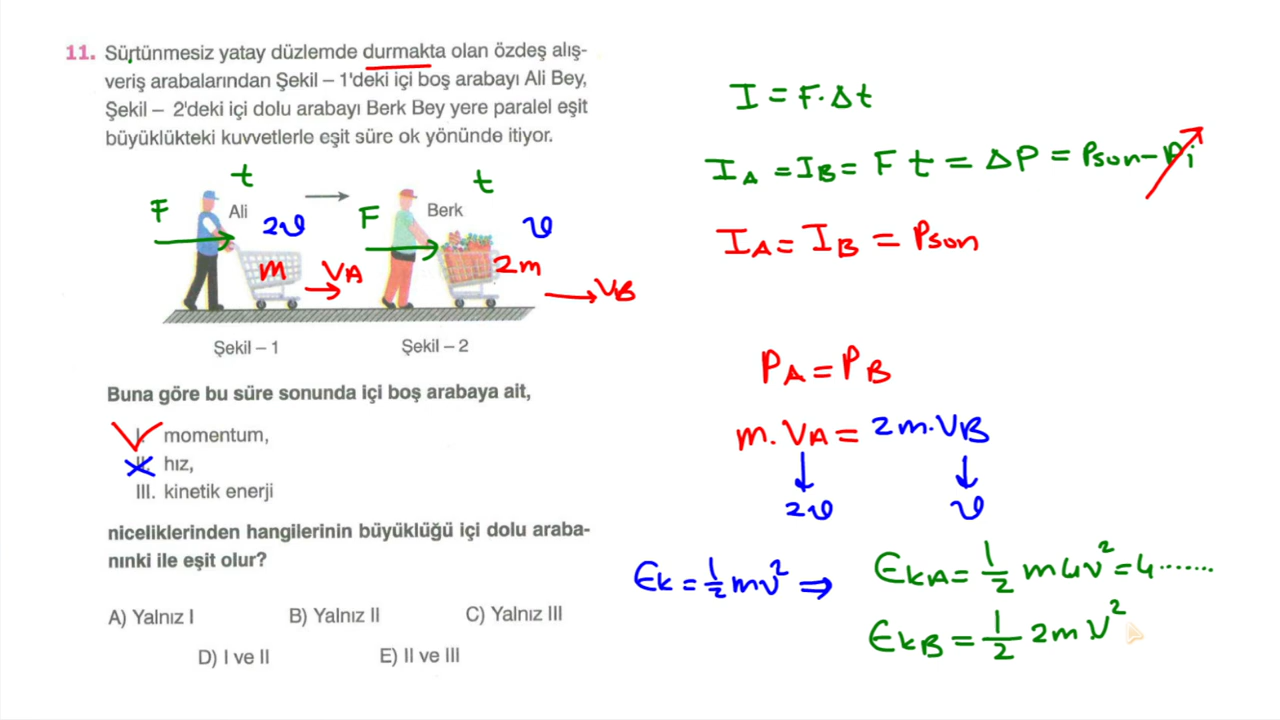 11. Sürtünmesiz yatay düzlemde durmakta olan özdeş alış-
veriş arabalarından Şekil – 1'deki içi boş arabayı Ali Bey,
Şekil – 2'deki içi dolu arabayı Berk Bey yere paralel eşit
büyüklükteki kuvvetlerle eşit süre ok yönünde itiyor.
t
t
F
Ali
2v
F
Berk
v
m
VA
2m
VB
Şekil – 1
Şekil – 2
Buna göre bu süre sonunda içi boş arabaya ait,
I. momentum,
II. hız,
III. kinetik enerji
niceliklerinden hangilerinin büyüklüğü içi dolu araba-
nınki ile eşit olur?
A) Yalnız I
B) Yalnız II
C) Yalnız III
D) I ve II
E) II ve III
I = F.Δt
IA = IB = F t = ΔP = Pson - Pi
IA = IB = Pson
PA = PB
m.VA = 2m.VB
2v
v
Ek = 1/2 mv² ⇒
EkA = 1/2 m4v² = 4.......
EkB = 1/2 2m v²